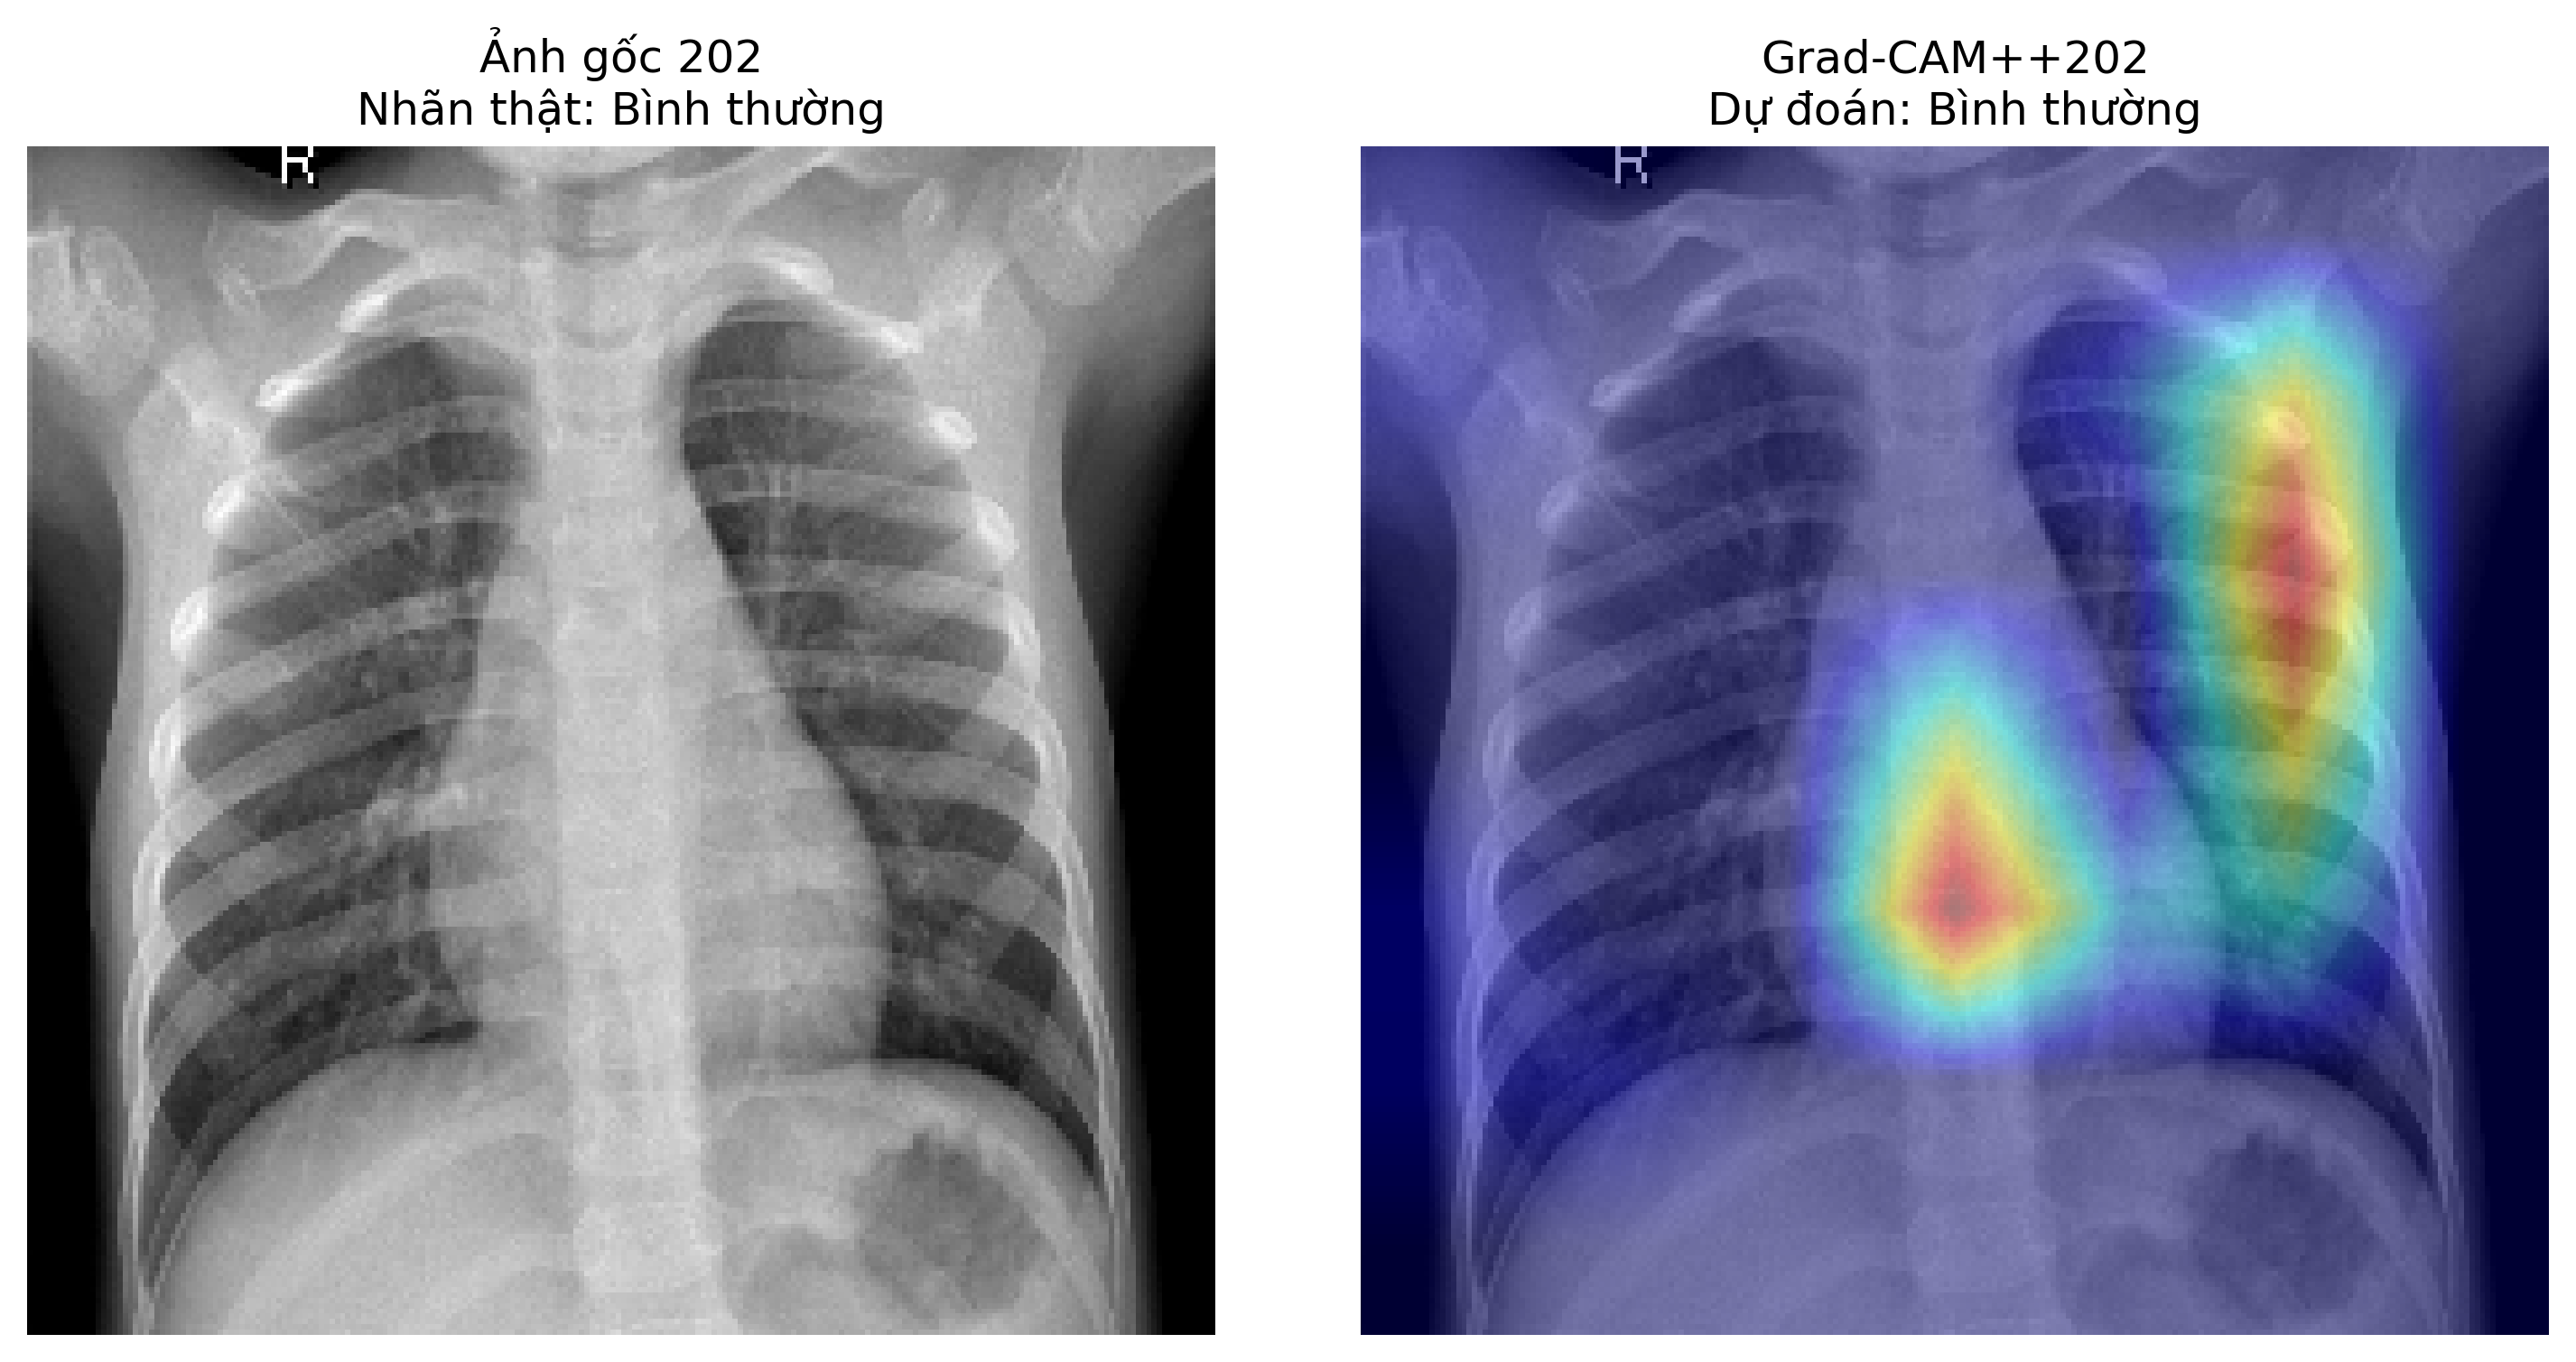 Ảnh gốc 202
Nhãn thật: Bình thường
Grad-CAM++202
Dự đoán: Bình thường
R
R